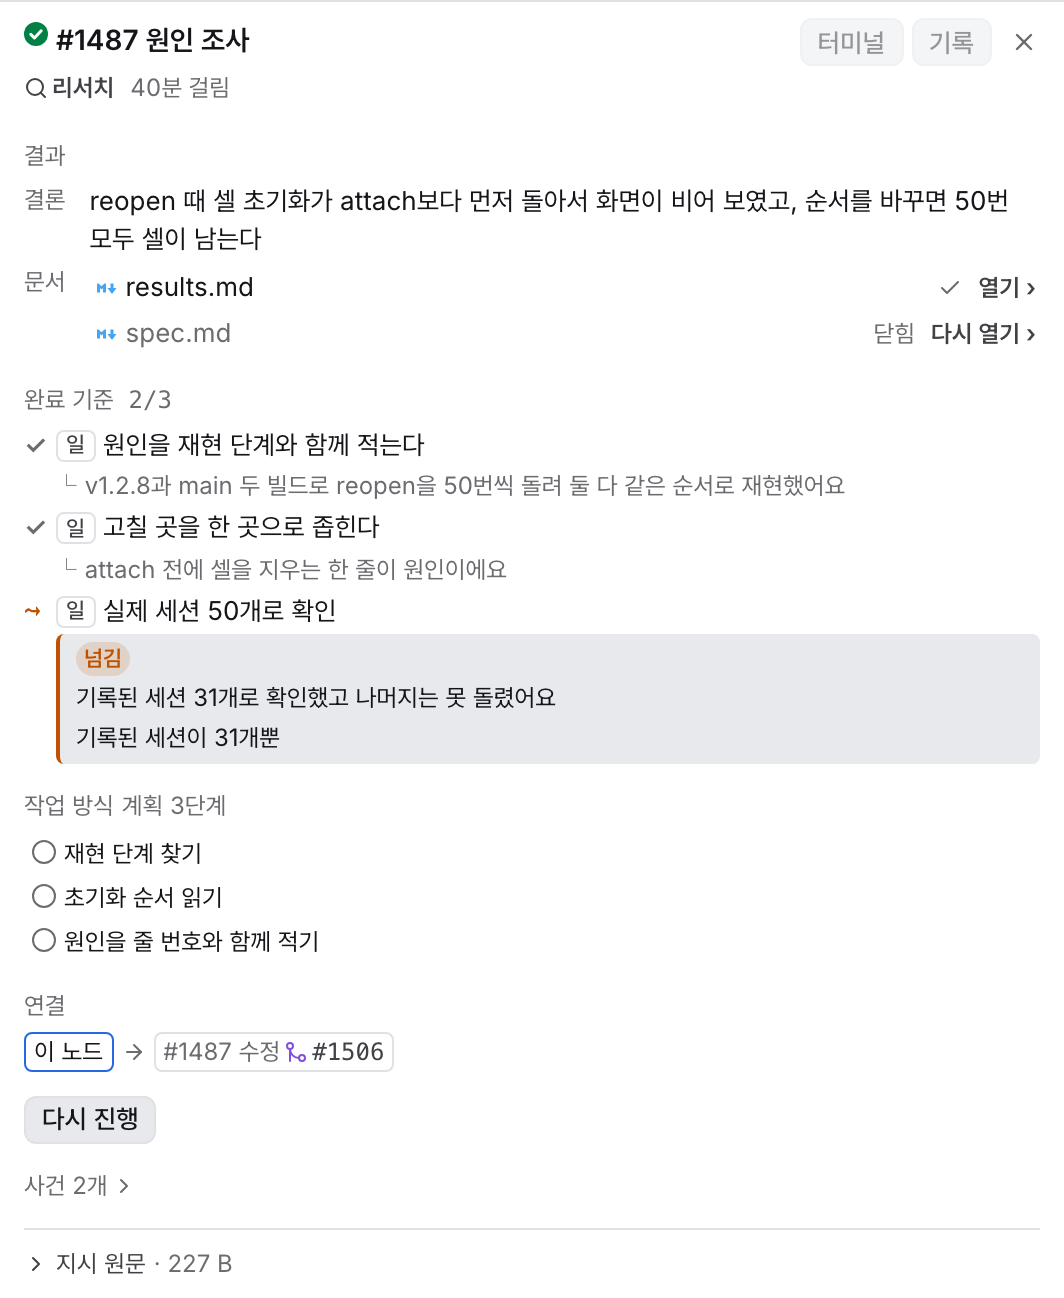 #1487 원인 조사
터미널
기록
리서치 40분 걸림
결과
결론 reopen 때 셀 초기화가 attach보다 먼저 돌아서 화면이 비어 보였고, 순서를 바꾸면 50번
모두 셀이 남는다
문서 results.md 열기 ›
spec.md 닫힘 다시 열기 ›
완료 기준 2/3
일 원인을 재현 단계와 함께 적는다
v1.2.8과 main 두 빌드로 reopen을 50번씩 돌려 둘 다 같은 순서로 재현했어요
일 고칠 곳을 한 곳으로 좁힌다
attach 전에 셀을 지우는 한 줄이 원인이에요
일 실제 세션 50개로 확인
넘김
기록된 세션 31개로 확인했고 나머지는 못 돌렸어요
기록된 세션이 31개뿐
작업 방식 계획 3단계
재현 단계 찾기
초기화 순서 읽기
원인을 줄 번호와 함께 적기
연결
이 노드 → #1487 수정 #1506
다시 진행
사건 2개 ›
› 지시 원문 · 227 B